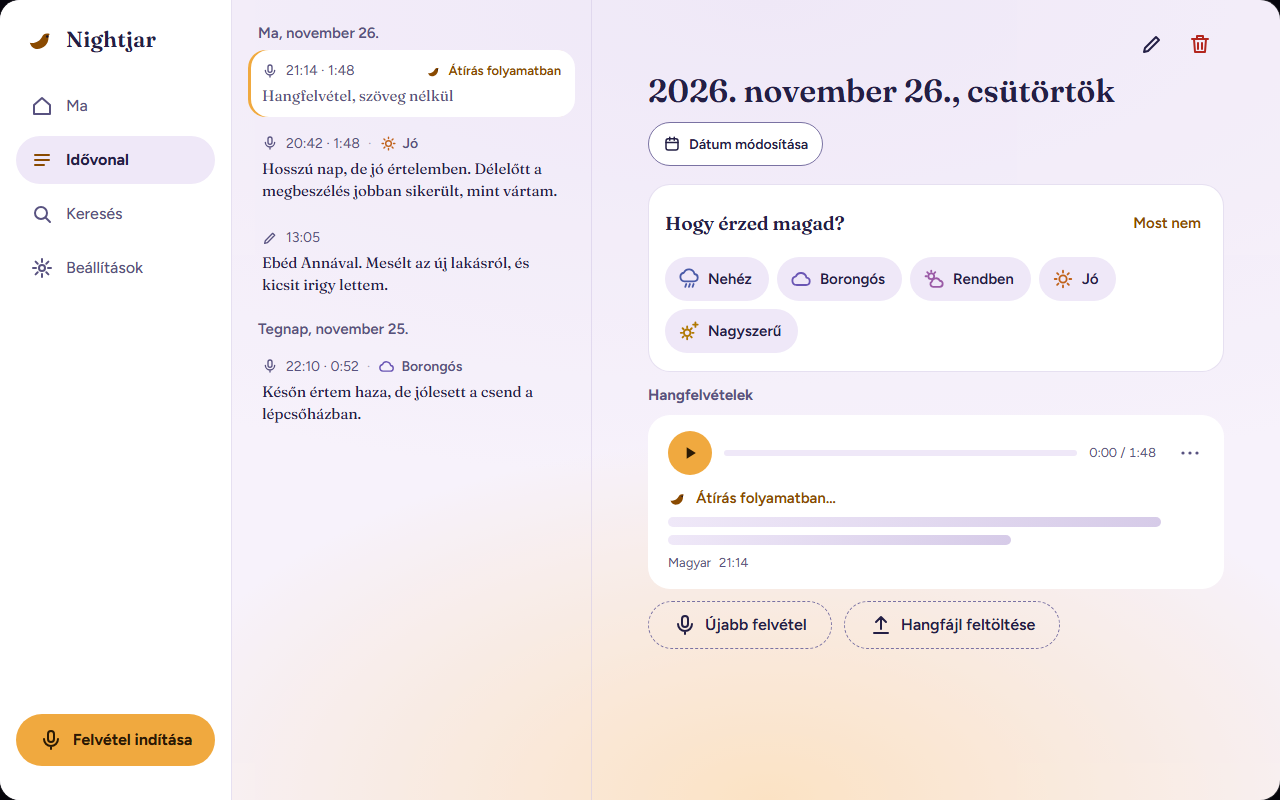 Nightjar
Ma
Idővonal
Keresés
Beállítások
Felvétel indítása
Ma, november 26.
21:14 · 1:48
Átírás folyamatban
Hangfelvétel, szöveg nélkül
20:42 · 1:48 · Jó
Hosszú nap, de jó értelemben. Délelőtt a
megbeszélés jobban sikerült, mint vártam.
13:05
Ebéd Annával. Mesélt az új lakásról, és
kicsit irigy lettem.
Tegnap, november 25.
22:10 · 0:52 · Borongós
Későn értem haza, de jólesett a csend a
lépcsőházban.
2026. november 26., csütörtök
Dátum módosítása
Hogy érzed magad?
Most nem
Nehéz
Borongós
Rendben
Jó
Nagyszerű
Hangfelvételek
0:00 / 1:48
Átírás folyamatban…
Magyar 21:14
Újabb felvétel
Hangfájl feltöltése